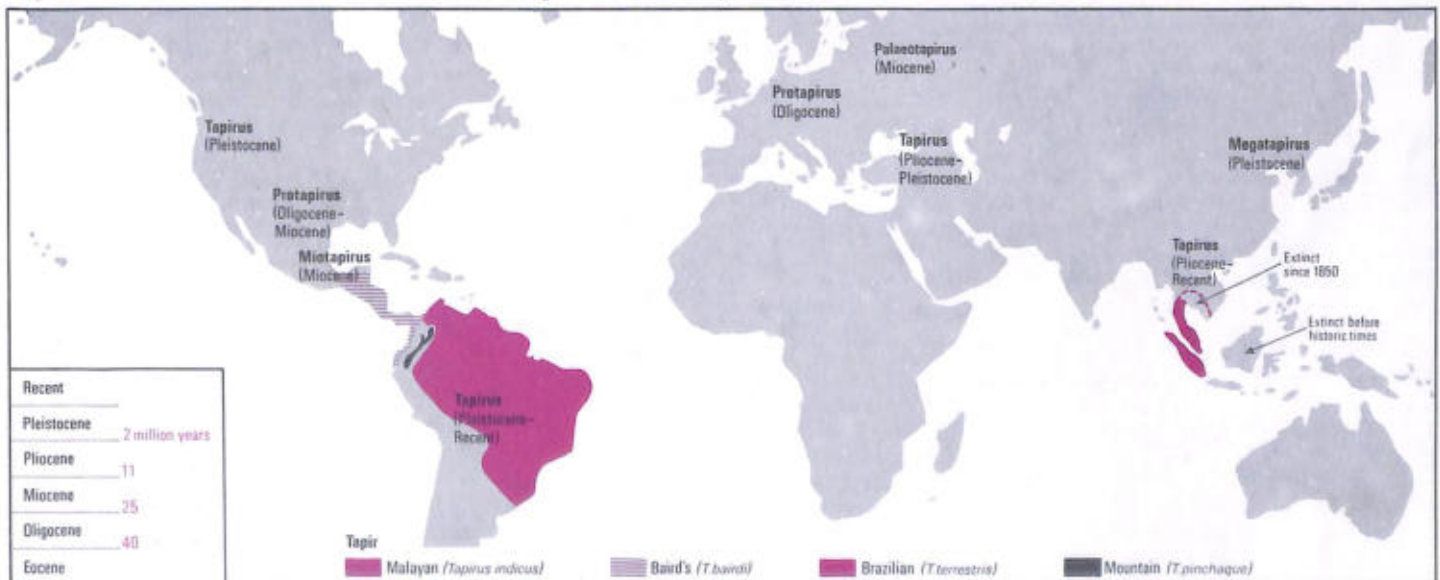 Palaeotapirus
(Miocene)
Protapirus
(Oligocene)
Tapirus
(Pleistocene)
Tapirus
(Pliocene–
Pleistocene)
Megatapirus
(Pleistocene)
Protapirus
(Oligocene–
Miocene)
Miotapirus
(Miocene)
Tapirus
(Pliocene–
Recent)
Extinct
since 1850
Extinct before
historic times
Tapirus
(Pleistocene–
Recent)
Recent
Pleistocene
2 million years
Pliocene
11
Miocene
25
Oligocene
40
Eocene
Tapir
Malayan (Tapirus indicus)
Baird's (T.bairdi)
Brazilian (T.terrestris)
Mountain (T.pinchaque)